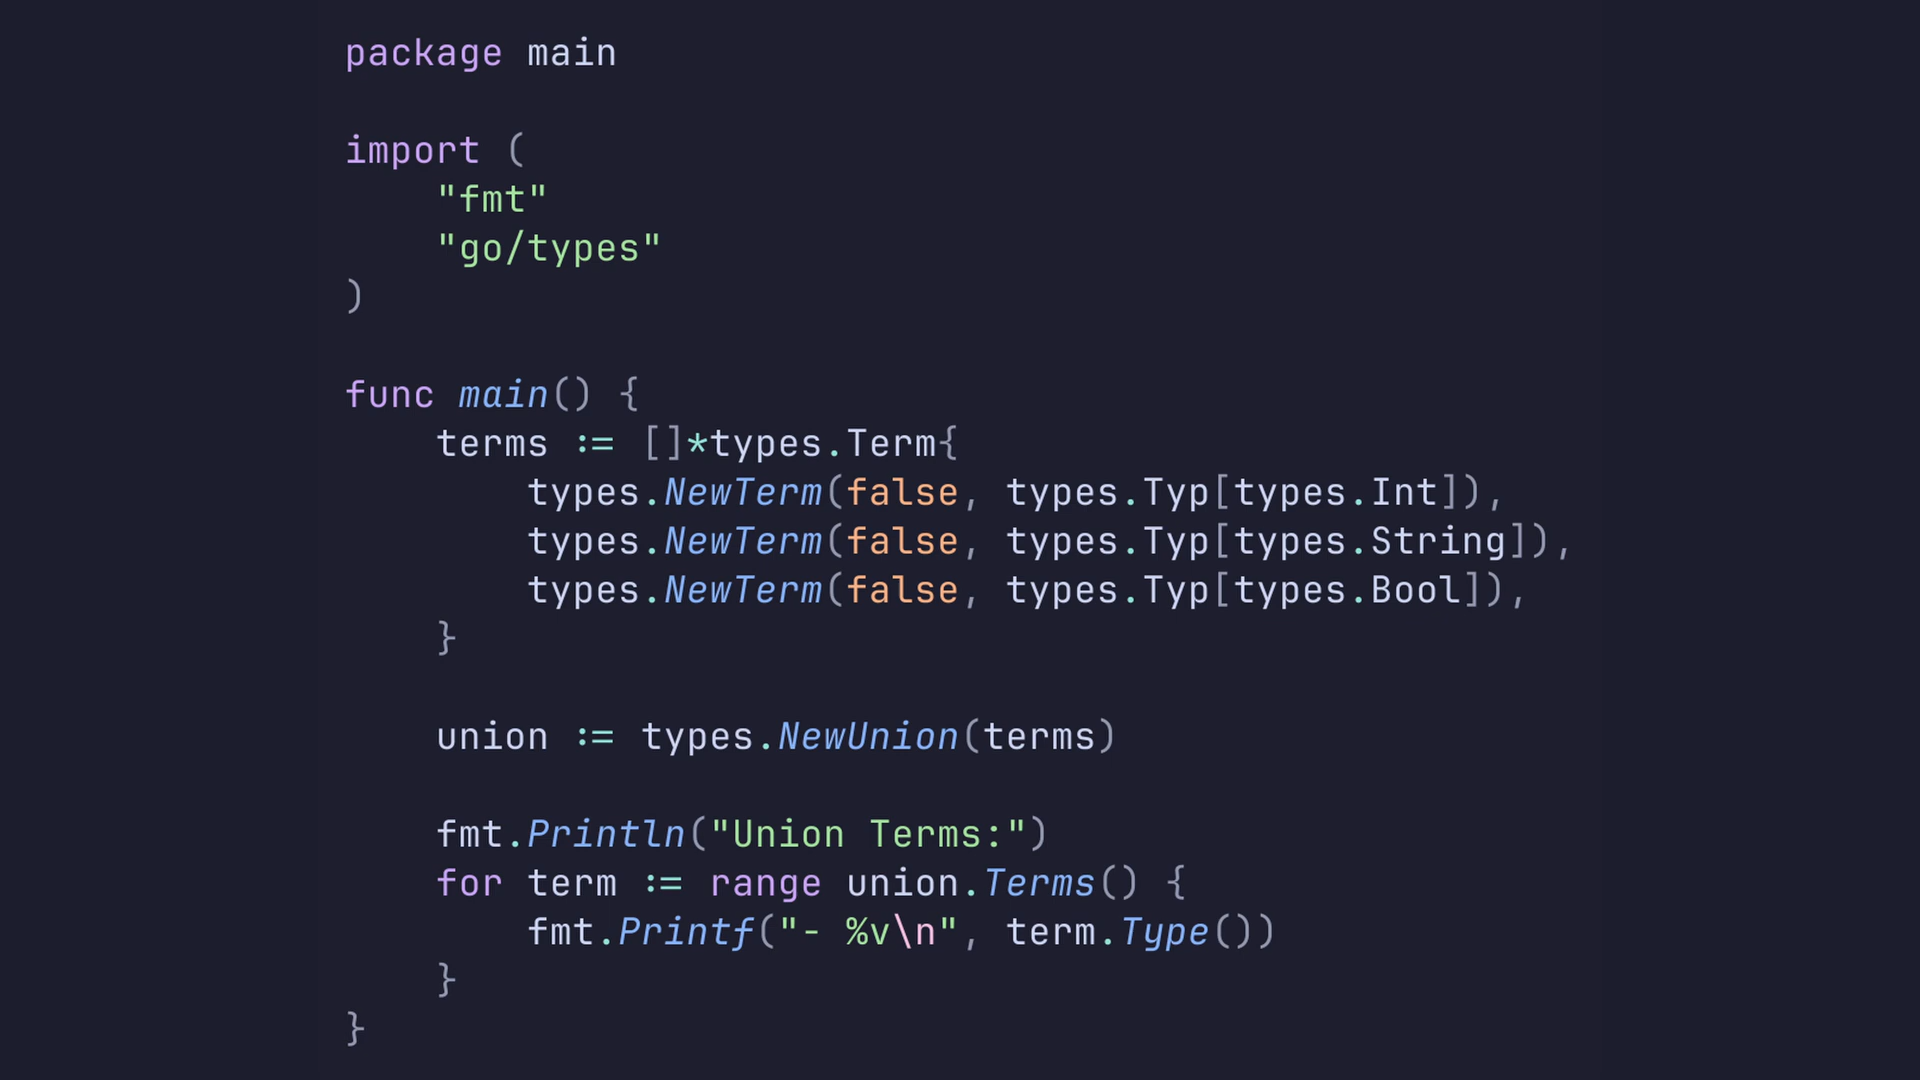 package main
import (
"fmt"
"go/types"
)
func main() {
terms := []*types.Term{
types.NewTerm(false, types.Typ[types.Int]),
types.NewTerm(false, types.Typ[types.String]),
types.NewTerm(false, types.Typ[types.Bool]),
}
union := types.NewUnion(terms)
fmt.Println("Union Terms:")
for term := range union.Terms() {
fmt.Printf("- %v\n", term.Type())
}
}